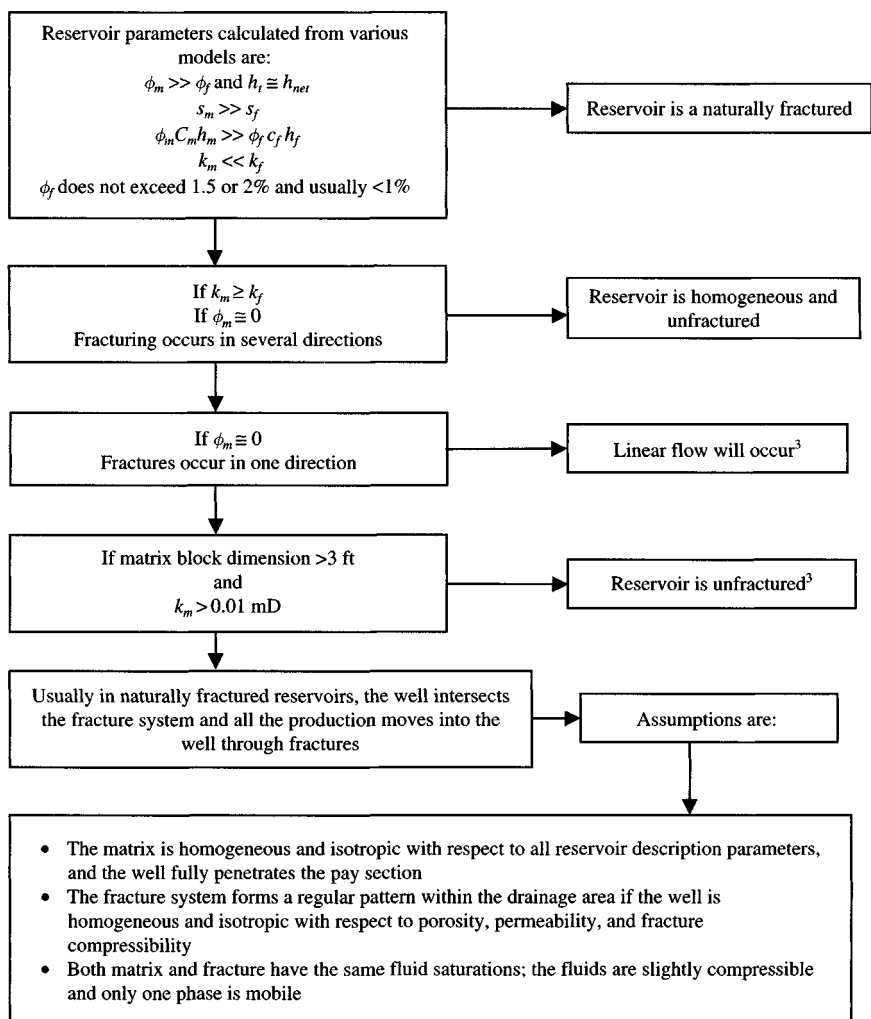 Reservoir parameters calculated from various
models are:
ϕm >> ϕf and ht ≅ hnet
sm >> sf
ϕmCmhm >> ϕf cf hf
km << kf
ϕf does not exceed 1.5 or 2% and usually <1%
Reservoir is a naturally fractured
If km ≥ kf
If ϕm ≅ 0
Fracturing occurs in several directions
Reservoir is homogeneous and
unfractured
If ϕm ≅ 0
Fractures occur in one direction
Linear flow will occur³
If matrix block dimension >3 ft
and
km > 0.01 mD
Reservoir is unfractured³
Usually in naturally fractured reservoirs, the well intersects
the fracture system and all the production moves into the
well through fractures
Assumptions are:
• The matrix is homogeneous and isotropic with respect to all reservoir description parameters,
and the well fully penetrates the pay section
• The fracture system forms a regular pattern within the drainage area if the well is
homogeneous and isotropic with respect to porosity, permeability, and fracture
compressibility
• Both matrix and fracture have the same fluid saturations; the fluids are slightly compressible
and only one phase is mobile